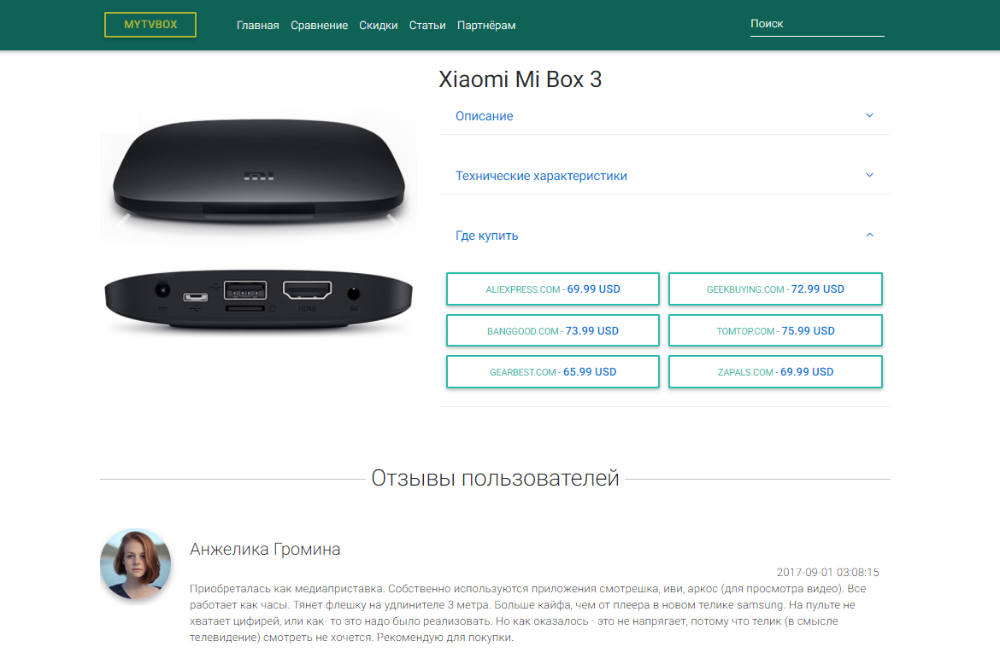 MYTVBOX
Главная Сравнение Скидки Статьи Партнёрам
Поиск
Xiaomi Mi Box 3
Описание
Технические характеристики
Где купить
ALIEXPRESS.COM - 69.99 USD
GEEKBUYING.COM - 72.99 USD
BANGGOOD.COM - 73.99 USD
TOMTOP.COM - 75.99 USD
GEARBEST.COM - 65.99 USD
ZAPALS.COM - 69.99 USD
mi
HDMI
AV
Отзывы пользователей
Анжелика Громина
2017-09-01 03:08:15
Приобреталась как медиаприставка. Собственно используются приложения смотрешка, иви, аркос (для просмотра видео). Все
работает как часы. Тянет флешку на удлинителе 3 метра. Больше кайфа, чем от плеера в новом телике samsung. На пульте не
хватает цифирей, или как- то это надо было реализовать. Но как оказалось - это не напрягает, потому что телик (в смысле
телевидение) смотреть не хочется. Рекомендую для покупки.